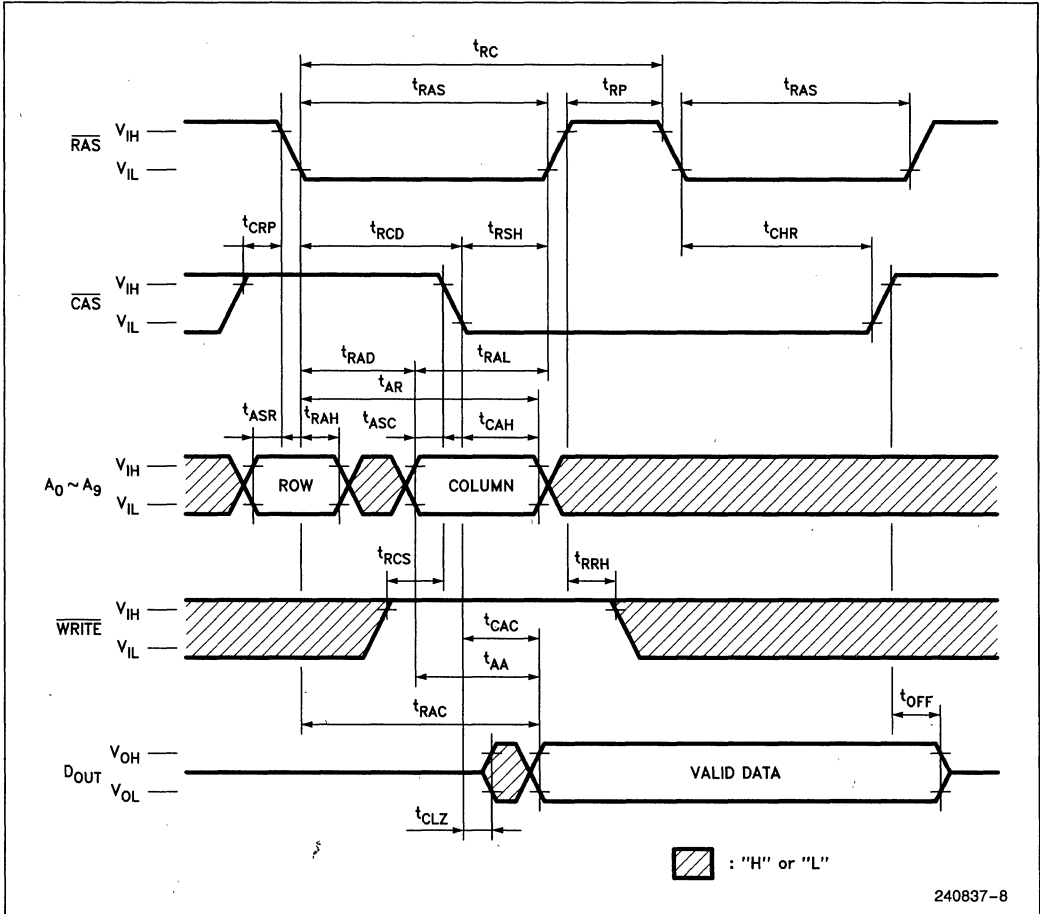 tRC
tRAS tRP tRAS
RAS VIH
VIL
tCRP tRCD tRSH tCHR
CAS VIH
VIL
tRAD tRAL
tAR
tASR tRAH tASC tCAH
A0 ~ A9 VIH
VIL
ROW COLUMN
tRCS tRRH
WRITE VIH
VIL
tCAC
tAA
tRAC tOFF
DOUT VOH
VOL
VALID DATA
tCLZ
: "H" or "L"
240837-8